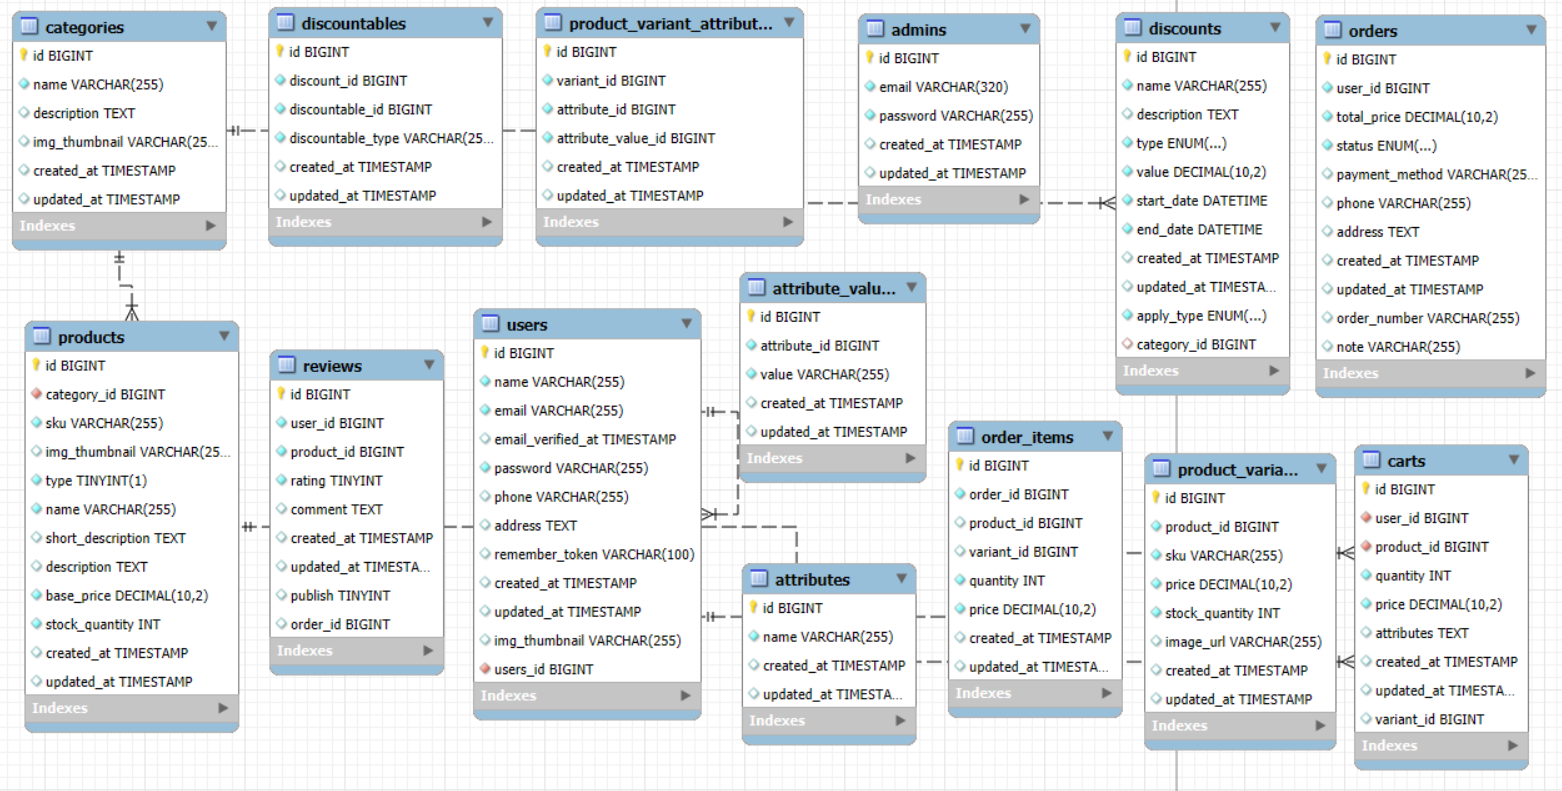 categories
id BIGINT
name VARCHAR(255)
description TEXT
img_thumbnail VARCHAR(25...
created_at TIMESTAMP
updated_at TIMESTAMP
Indexes
discountables
id BIGINT
discount_id BIGINT
discountable_id BIGINT
discountable_type VARCHAR(25...
created_at TIMESTAMP
updated_at TIMESTAMP
Indexes
product_variant_attribut...
id BIGINT
variant_id BIGINT
attribute_id BIGINT
attribute_value_id BIGINT
created_at TIMESTAMP
updated_at TIMESTAMP
Indexes
admins
id BIGINT
email VARCHAR(320)
password VARCHAR(255)
created_at TIMESTAMP
updated_at TIMESTAMP
Indexes
discounts
id BIGINT
name VARCHAR(255)
description TEXT
type ENUM(...)
value DECIMAL(10,2)
start_date DATETIME
end_date DATETIME
created_at TIMESTAMP
updated_at TIMESTA...
apply_type ENUM(...)
category_id BIGINT
Indexes
orders
id BIGINT
user_id BIGINT
total_price DECIMAL(10,2)
status ENUM(...)
payment_method VARCHAR(25...
phone VARCHAR(255)
address TEXT
created_at TIMESTAMP
updated_at TIMESTAMP
order_number VARCHAR(255)
note VARCHAR(255)
Indexes
products
id BIGINT
category_id BIGINT
sku VARCHAR(255)
img_thumbnail VARCHAR(25...
type TINYINT(1)
name VARCHAR(255)
short_description TEXT
description TEXT
base_price DECIMAL(10,2)
stock_quantity INT
created_at TIMESTAMP
updated_at TIMESTAMP
Indexes
reviews
id BIGINT
user_id BIGINT
product_id BIGINT
rating TINYINT
comment TEXT
created_at TIMESTAMP
updated_at TIMESTA...
publish TINYINT
order_id BIGINT
Indexes
users
id BIGINT
name VARCHAR(255)
email VARCHAR(255)
email_verified_at TIMESTAMP
password VARCHAR(255)
phone VARCHAR(255)
address TEXT
remember_token VARCHAR(100)
created_at TIMESTAMP
updated_at TIMESTAMP
img_thumbnail VARCHAR(255)
users_id BIGINT
Indexes
attribute_valu...
id BIGINT
attribute_id BIGINT
value VARCHAR(255)
created_at TIMESTAMP
updated_at TIMESTAMP
Indexes
attributes
id BIGINT
name VARCHAR(255)
created_at TIMESTAMP
updated_at TIMESTA...
Indexes
order_items
id BIGINT
order_id BIGINT
product_id BIGINT
variant_id BIGINT
quantity INT
price DECIMAL(10,2)
created_at TIMESTAMP
updated_at TIMESTA...
Indexes
product_varia...
id BIGINT
product_id BIGINT
sku VARCHAR(255)
price DECIMAL(10,2)
stock_quantity INT
image_url VARCHAR(255)
created_at TIMESTAMP
updated_at TIMESTAMP
Indexes
carts
id BIGINT
user_id BIGINT
product_id BIGINT
quantity INT
price DECIMAL(10,2)
attributes TEXT
created_at TIMESTAMP
updated_at TIMESTA...
variant_id BIGINT
Indexes